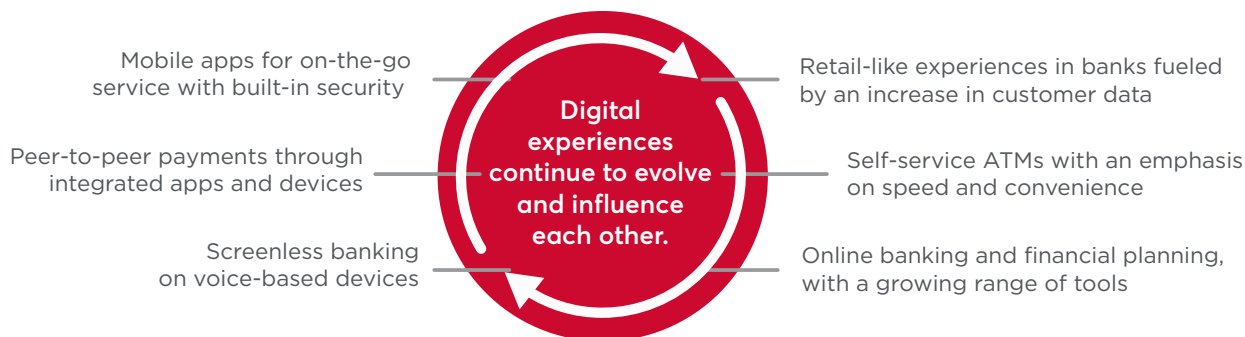 Mobile apps for on-the-go
service with built-in security
Peer-to-peer payments through
integrated apps and devices
Screenless banking
on voice-based devices
Digital
experiences
continue to evolve
and influence
each other.
Retail-like experiences in banks fueled
by an increase in customer data
Self-service ATMs with an emphasis
on speed and convenience
Online banking and financial planning,
with a growing range of tools